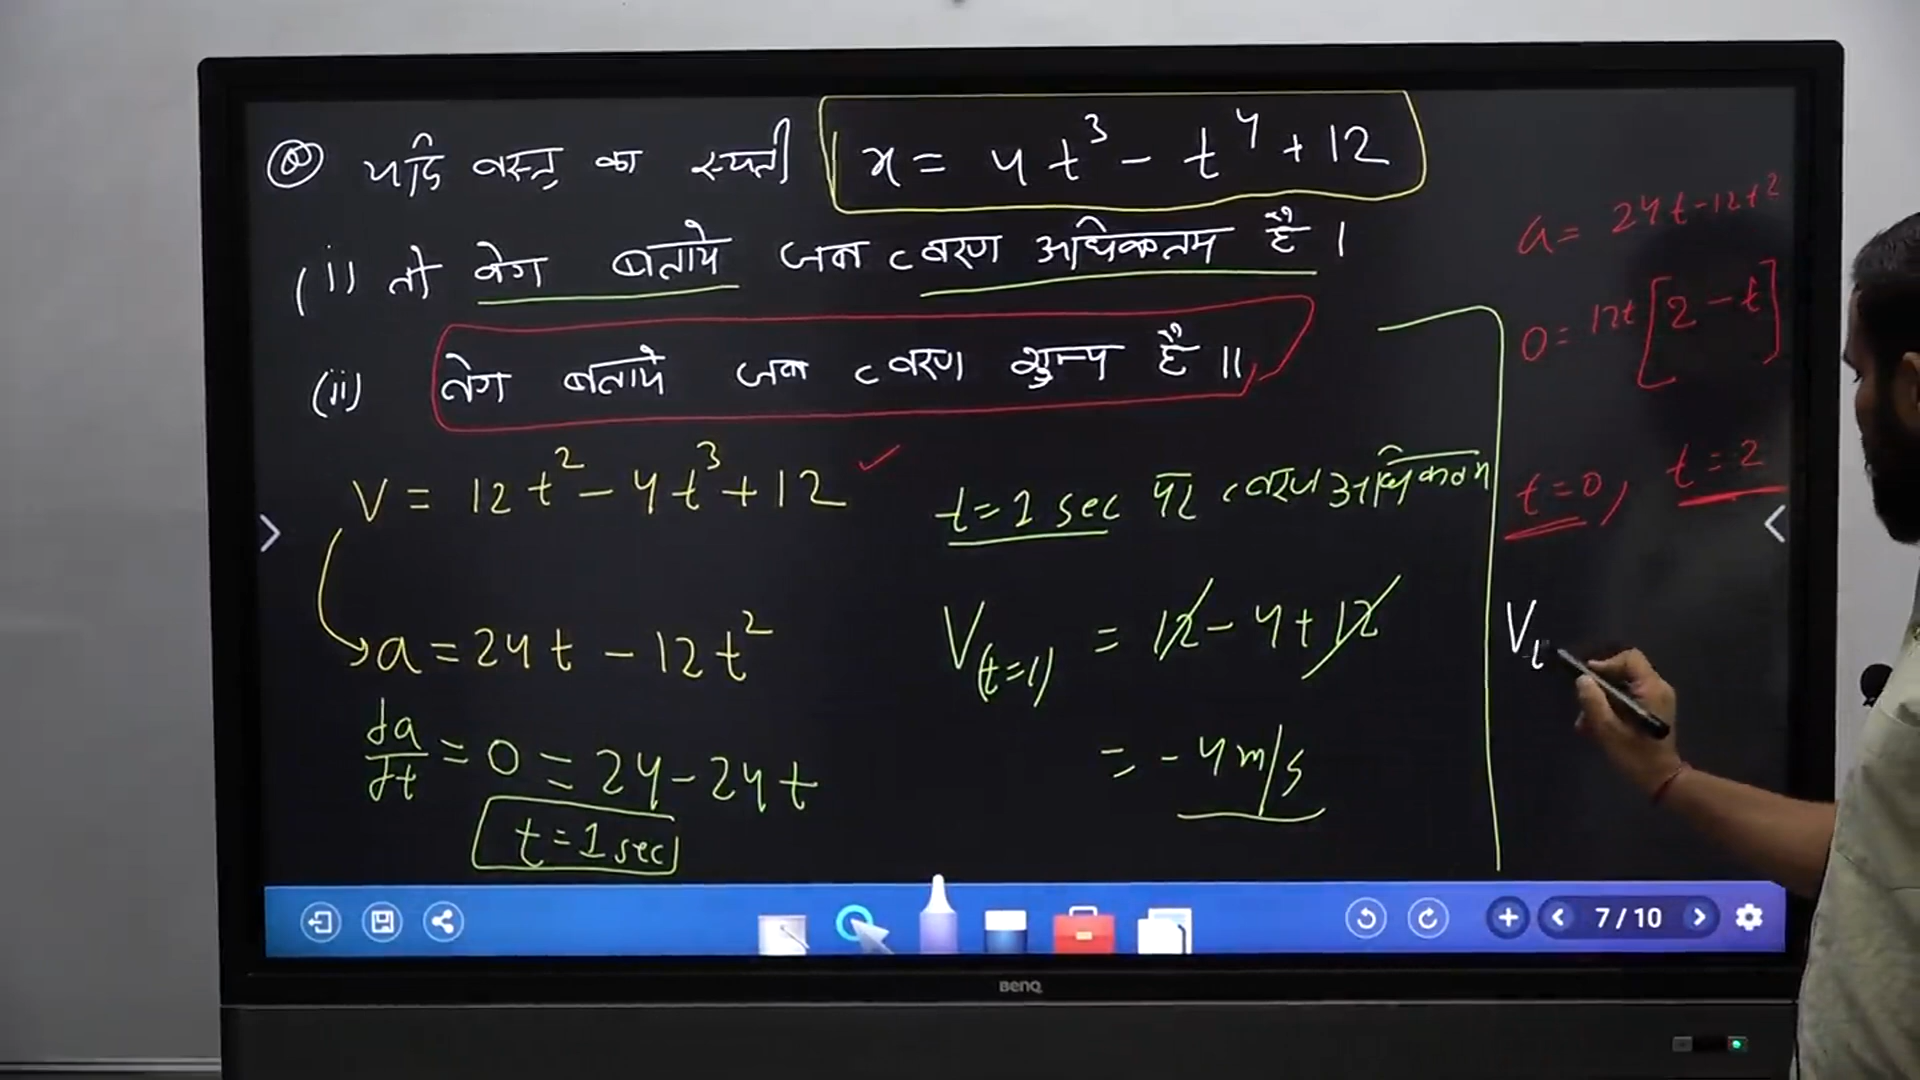 Q यदि वस्तु का स्थिती x = 4t³ - t⁴ + 12
(i) तो वेग बताये जब त्वरण अधिकतम है ।
(ii) वेग बताये जब त्वरण शुन्य है ॥
V = 12t² - 4t³ + 12 ✓
a = 24t - 12t²
da/dt = 0 = 24 - 24t
t = 1 sec
t = 1 sec पर त्वरण अधिकतम
V(t=1) = 12 - 4 + 12
= -4 m/s
a = 24t - 12t²
0 = 12t [2 - t]
t = 0, t = 2
Vt
7 / 10
BenQ